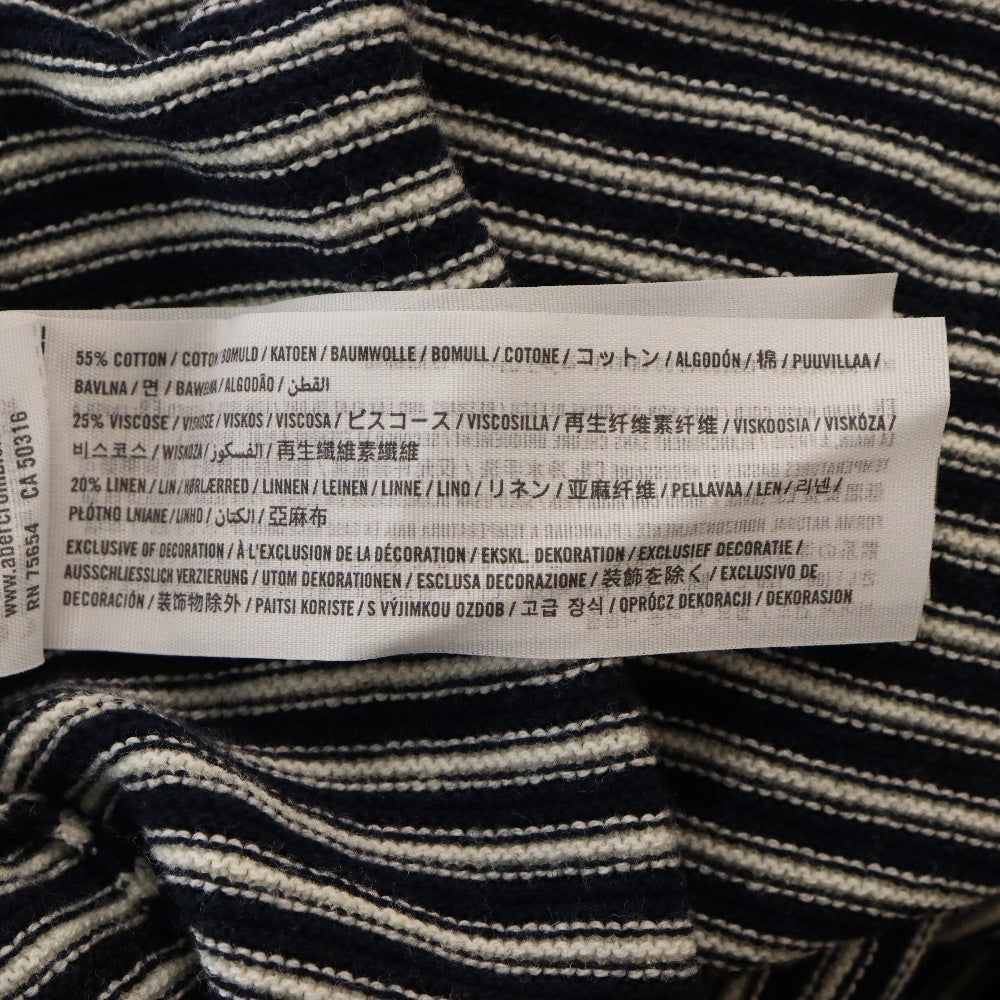 55% COTTON / COTON BOMULD / KATOEN / BAUMWOLLE / BOMULL / COTONE / コットン / ALGODÓN / 棉 / PUUVILLAA /
BAVLNA / 면 / BAWEŁNA / ALGODÃO / القطن
25% VISCOSE / VISKOSE / VISKOS / VISCOSA / ビスコース / VISCOSILLA / 再生纤维素纤维 / VISKOOSIA / VISKÓZA /
비스코스 / WISKOZA / الفسكوز / 再生纖維素纖維
20% LINEN / LIN / HØRLÆRRED / LINNEN / LEINEN / LINNE / LINO / リネン / 亚麻纤维 / PELLAVAA / LEN / 리넨 /
PŁÓTNO LNIANE / LINHO / الكتان / 亞麻布
EXCLUSIVE OF DECORATION / À L'EXCLUSION DE LA DÉCORATION / EKSKL. DEKORATION / EXCLUSIEF DECORATIE /
AUSSCHLIESSLICH VERZIERUNG / UTOM DEKORATIONEN / ESCLUSA DECORAZIONE / 装飾を除く / EXCLUSIVO DE
DECORACIÓN / 装饰物除外 / PAITSI KORISTE / S VÝJIMKOU OZDOB / 고급 장식 / OPRÓCZ DEKORACJI / DEKORASJON
RN 75654 CA 50316